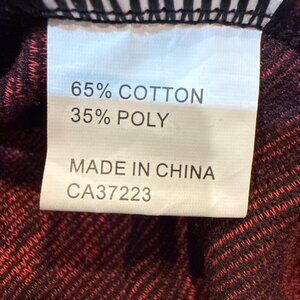 65% COTTON
35% POLY
MADE IN CHINA
CA37223